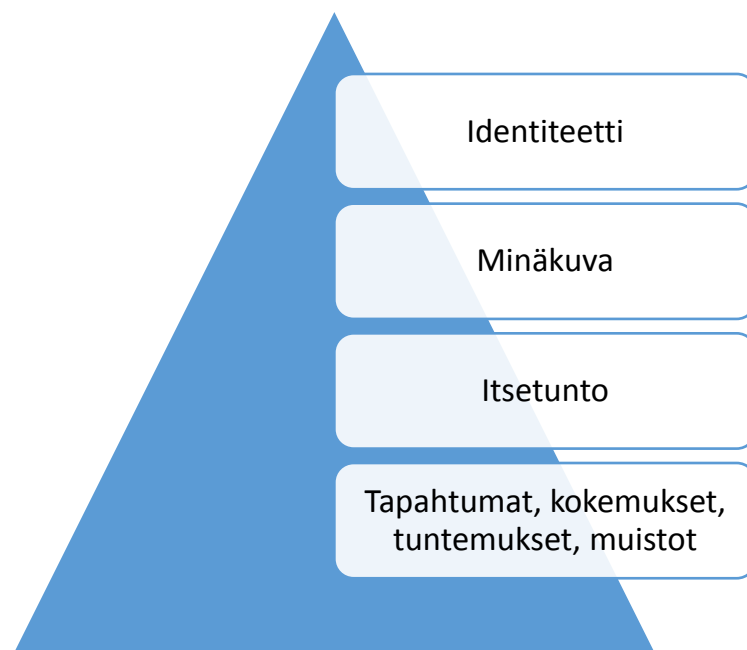 Identiteetti
Minäkuva
Itsetunto
Tapahtumat, kokemukset,
tuntemukset, muistot